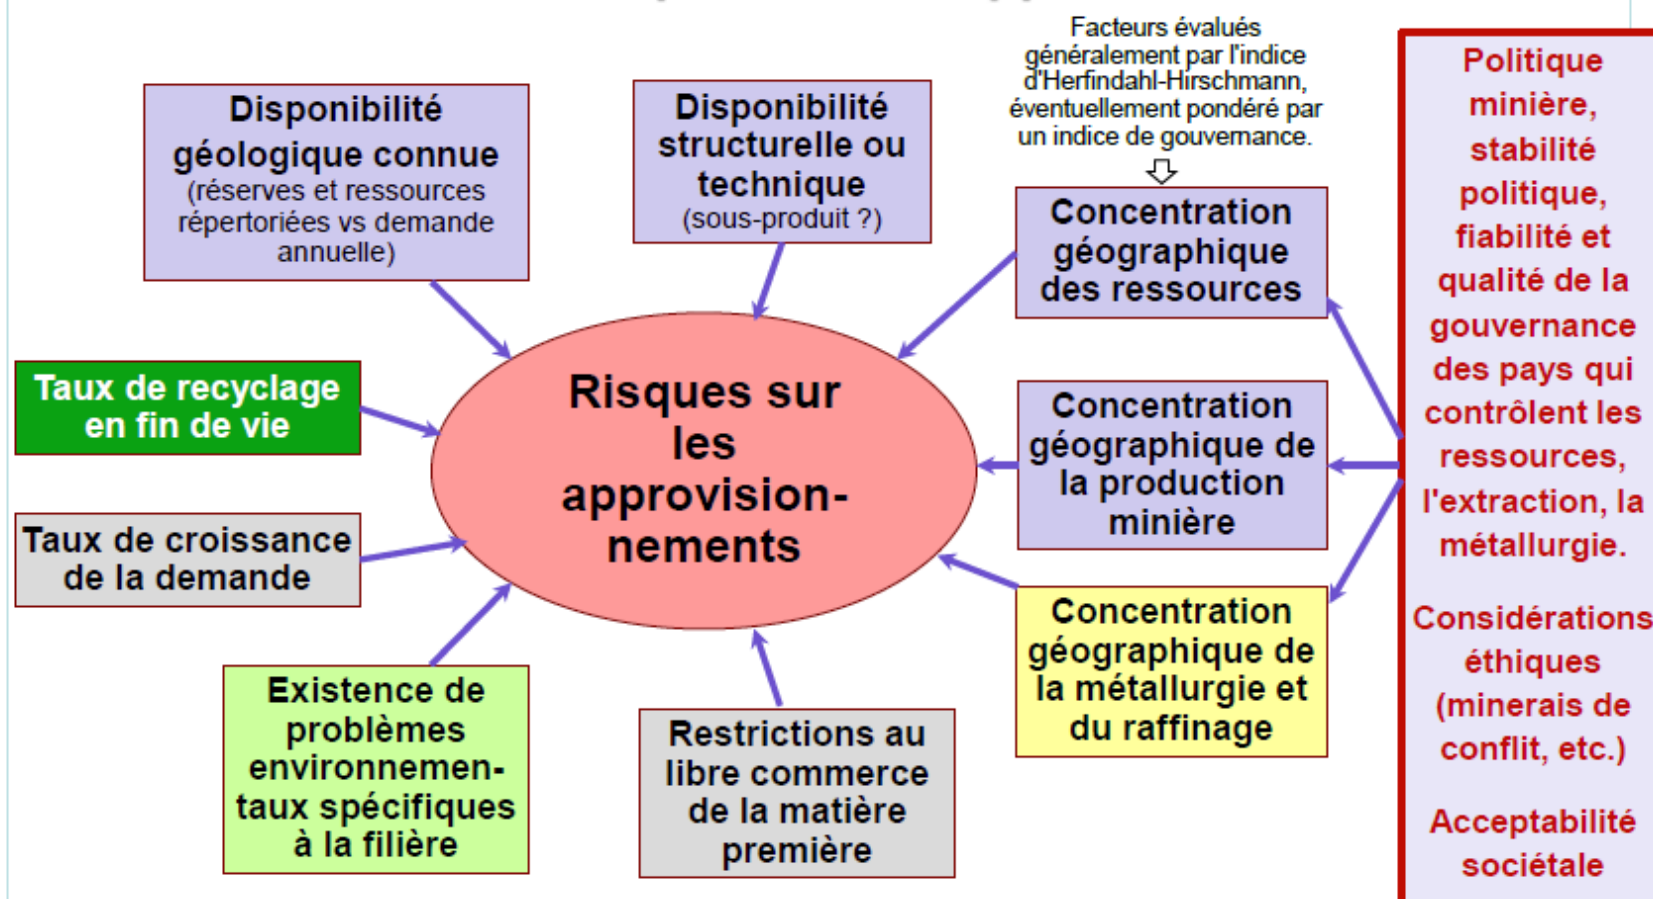 Facteurs évalués
généralement par l'indice
d'Herfindahl-Hirschmann,
éventuellement pondéré par
un indice de gouvernance.
Disponibilité
géologique connue
(réserves et ressources
répertoriées vs demande
annuelle)
Disponibilité
structurelle ou
technique
(sous-produit ?)
Concentration
géographique
des ressources
Politique
minière,
stabilité
politique,
fiabilité et
qualité de la
gouvernance
des pays qui
contrôlent les
ressources,
l'extraction, la
métallurgie.
Considérations
éthiques
(minerais de
conflit, etc.)
Acceptabilité
sociétale
Taux de recyclage
en fin de vie
Risques sur
les
approvision-
nements
Concentration
géographique de
la production
minière
Taux de croissance
de la demande
Concentration
géographique de
la métallurgie et
du raffinage
Existence de
problèmes
environnemen-
taux spécifiques
à la filière
Restrictions au
libre commerce
de la matière
première